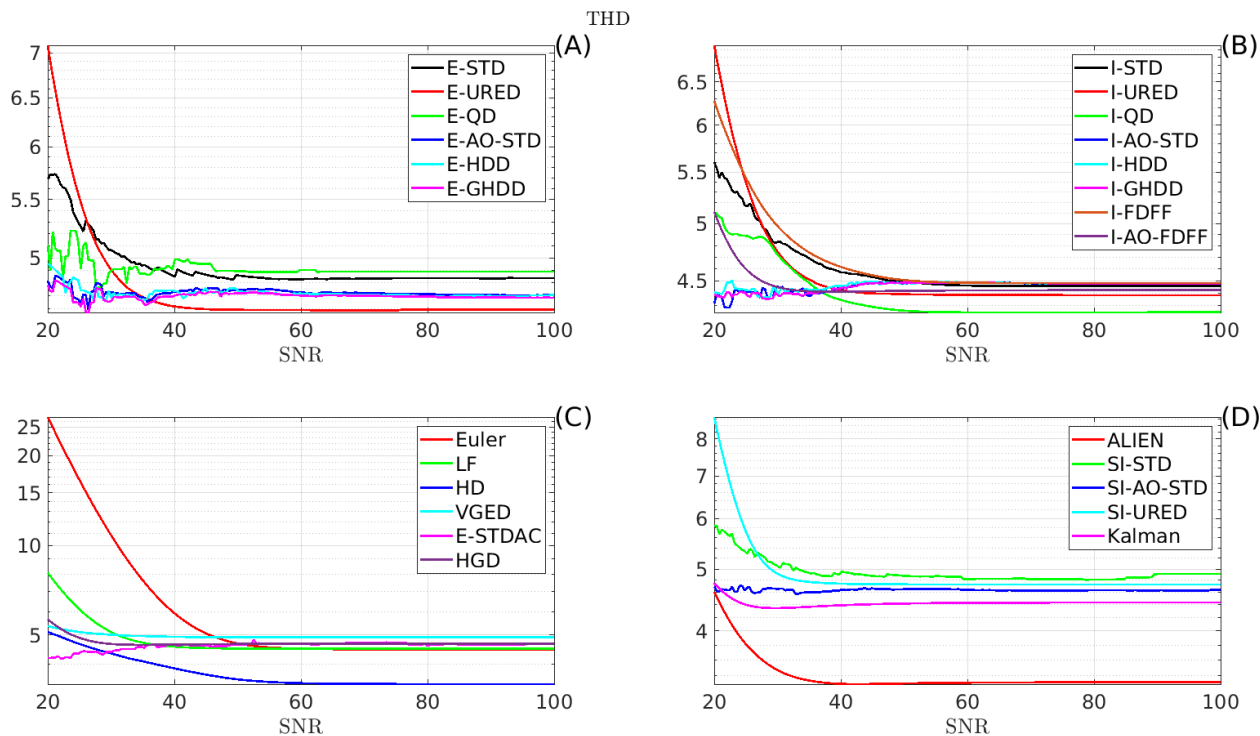 THD
(A)
7
6.5
6
5.5
5
20 40 60 80 100
SNR
E-STD
E-URED
E-QD
E-AO-STD
E-HDD
E-GHDD
(B)
6.5
6
5.5
5
4.5
20 40 60 80 100
SNR
I-STD
I-URED
I-QD
I-AO-STD
I-HDD
I-GHDD
I-FDFF
I-AO-FDFF
(C)
25
20
15
10
5
20 40 60 80 100
SNR
Euler
LF
HD
VGED
E-STDAC
HGD
(D)
8
7
6
5
4
20 40 60 80 100
SNR
ALIEN
SI-STD
SI-AO-STD
SI-URED
Kalman